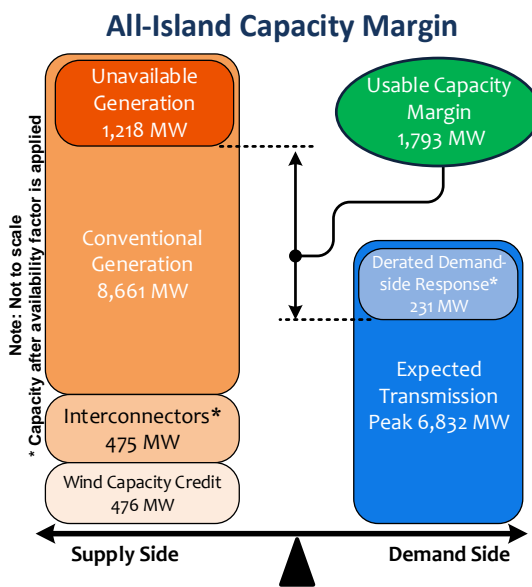 All-Island Capacity Margin
Unavailable
Generation
1,218 MW
Usable Capacity
Margin
1,793 MW
Note: Not to scale
* Capacity after availability factor is applied
Conventional
Generation
8,661 MW
Derated Demand-
side Response*
231 MW
Expected
Transmission
Peak 6,832 MW
Interconnectors*
475 MW
Wind Capacity Credit
476 MW
Supply Side
Demand Side